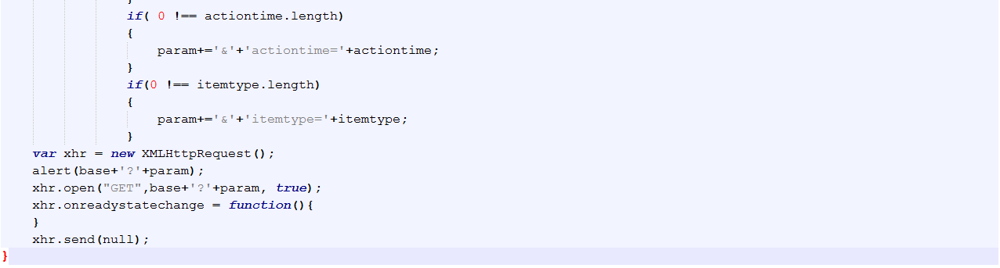 }
if( 0 !== actiontime.length)
{
param+='&'+'actiontime='+actiontime;
}
if(0 !== itemtype.length)
{
param+='&'+'itemtype='+itemtype;
}
var xhr = new XMLHttpRequest();
alert(base+'?'+param);
xhr.open("GET",base+'?'+param, true);
xhr.onreadystatechange = function(){
}
xhr.send(null);
}